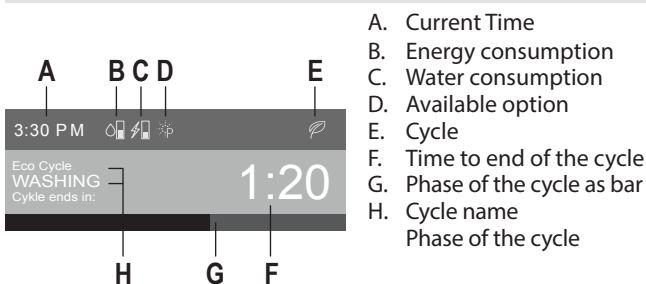 A B C D E
3:30 PM
Eco Cycle
WASHING
Cykle ends in:
1:20
H G F
A. Current Time
B. Energy consumption
C. Water consumption
D. Available option
E. Cycle
F. Time to end of the cycle
G. Phase of the cycle as bar
H. Cycle name
Phase of the cycle